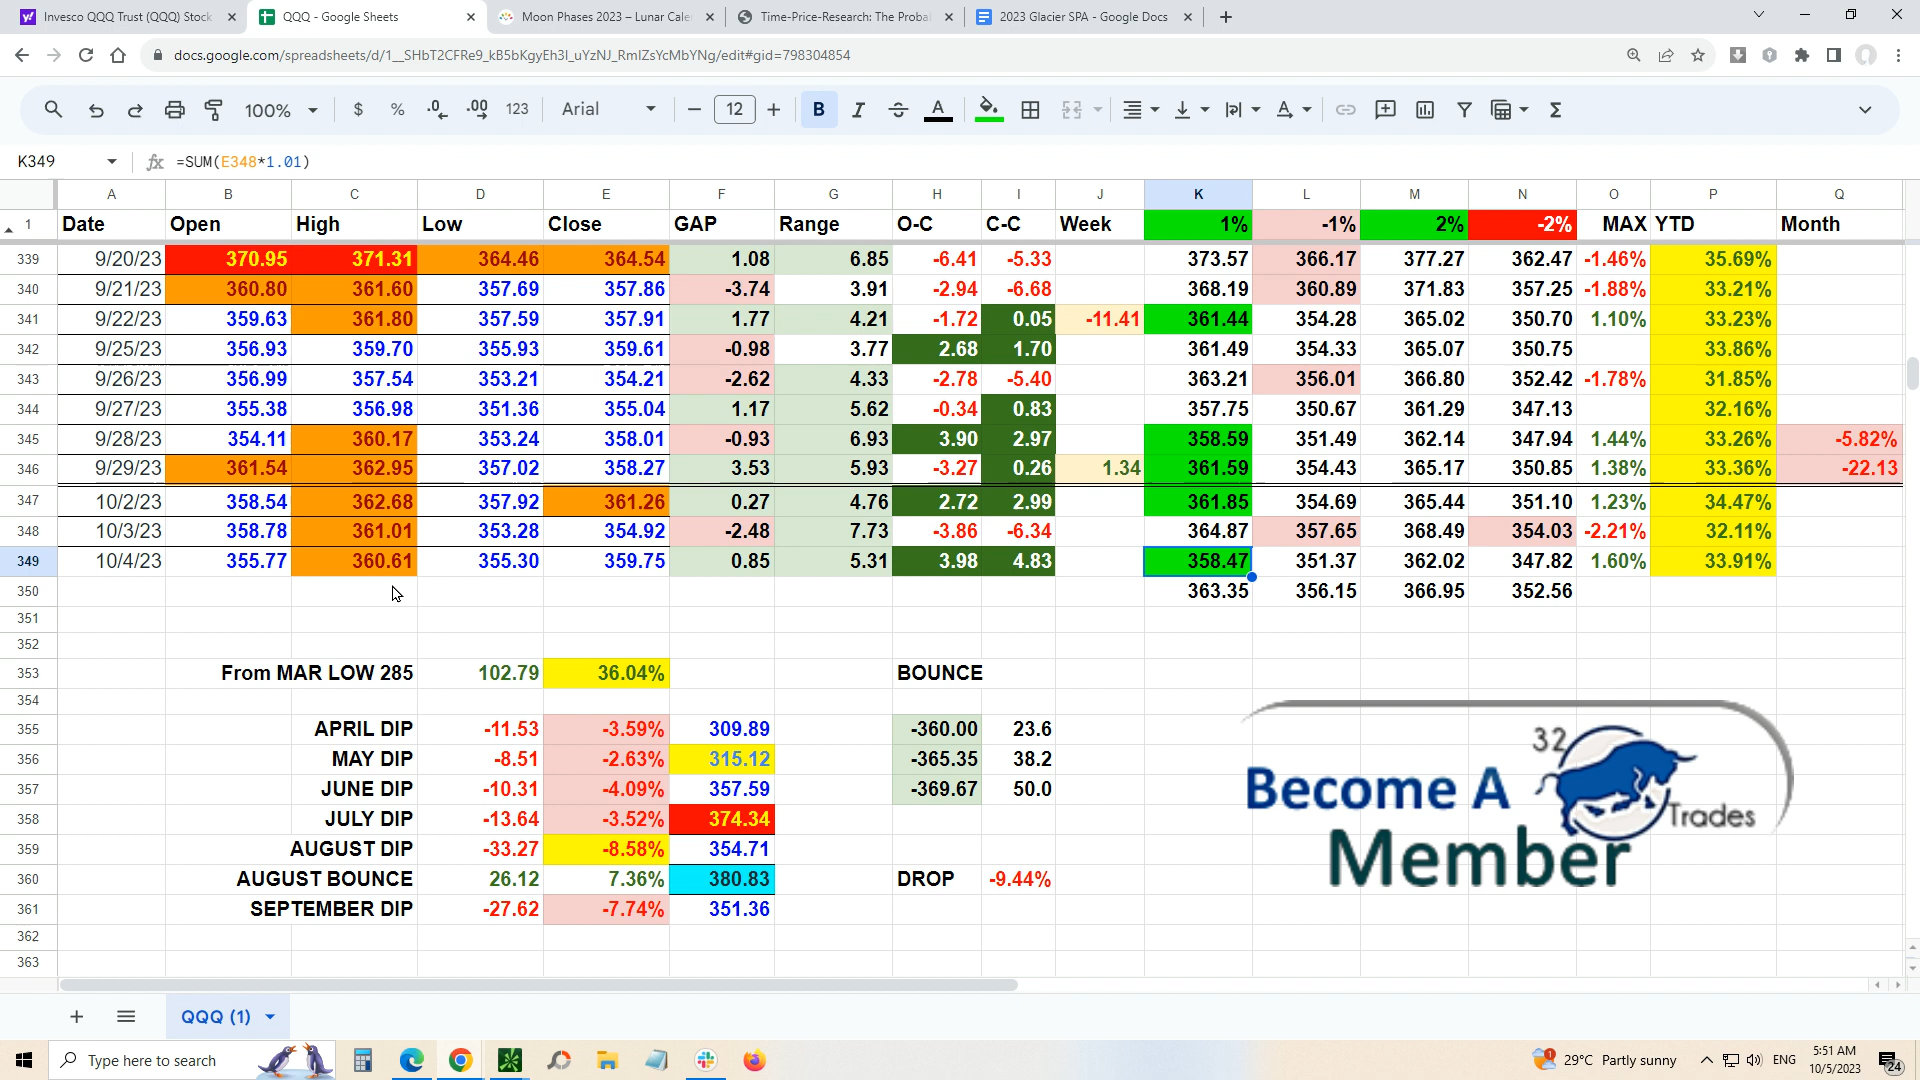 Invesco QQQ Trust (QQQ) Stock
QQQ - Google Sheets
Moon Phases 2023 – Lunar Cale
Time-Price-Research: The Proba
2023 Glacier SPA - Google Docs
docs.google.com/spreadsheets/d/1__SHbT2CFRe9_kB5bKgyEh3I_uYzNJ_RmIZsYcMbYNg/edit#gid=798304854
100% $ % .0 .00 123 Arial 12 B I A
K349 fx =SUM(E348*1.01)
A B C D E F G H I J K L M N O P Q
1 Date Open High Low Close GAP Range O-C C-C Week 1% -1% 2% -2% MAX YTD Month
339 9/20/23 370.95 371.31 364.46 364.54 1.08 6.85 -6.41 -5.33 373.57 366.17 377.27 362.47 -1.46% 35.69%
340 9/21/23 360.80 361.60 357.69 357.86 -3.74 3.91 -2.94 -6.68 368.19 360.89 371.83 357.25 -1.88% 33.21%
341 9/22/23 359.63 361.80 357.59 357.91 1.77 4.21 -1.72 0.05 -11.41 361.44 354.28 365.02 350.70 1.10% 33.23%
342 9/25/23 356.93 359.70 355.93 359.61 -0.98 3.77 2.68 1.70 361.49 354.33 365.07 350.75 33.86%
343 9/26/23 356.99 357.54 353.21 354.21 -2.62 4.33 -2.78 -5.40 363.21 356.01 366.80 352.42 -1.78% 31.85%
344 9/27/23 355.38 356.98 351.36 355.04 1.17 5.62 -0.34 0.83 357.75 350.67 361.29 347.13 32.16%
345 9/28/23 354.11 360.17 353.24 358.01 -0.93 6.93 3.90 2.97 358.59 351.49 362.14 347.94 1.44% 33.26% -5.82%
346 9/29/23 361.54 362.95 357.02 358.27 3.53 5.93 -3.27 0.26 1.34 361.59 354.43 365.17 350.85 1.38% 33.36% -22.13
347 10/2/23 358.54 362.68 357.92 361.26 0.27 4.76 2.72 2.99 361.85 354.69 365.44 351.10 1.23% 34.47%
348 10/3/23 358.78 361.01 353.28 354.92 -2.48 7.73 -3.86 -6.34 364.87 357.65 368.49 354.03 -2.21% 32.11%
349 10/4/23 355.77 360.61 355.30 359.75 0.85 5.31 3.98 4.83 358.47 351.37 362.02 347.82 1.60% 33.91%
350 363.35 356.15 366.95 352.56
351
352
353 From MAR LOW 285 102.79 36.04% BOUNCE
354
355 APRIL DIP -11.53 -3.59% 309.89 -360.00 23.6
356 MAY DIP -8.51 -2.63% 315.12 -365.35 38.2
357 JUNE DIP -10.31 -4.09% 357.59 -369.67 50.0
358 JULY DIP -13.64 -3.52% 374.34
359 AUGUST DIP -33.27 -8.58% 354.71
360 AUGUST BOUNCE 26.12 7.36% 380.83 DROP -9.44%
361 SEPTEMBER DIP -27.62 -7.74% 351.36
362
363
32
Become A
Trades
Member
QQQ (1)
Type here to search
29°C Partly sunny
ENG
5:51 AM
10/5/2023
24